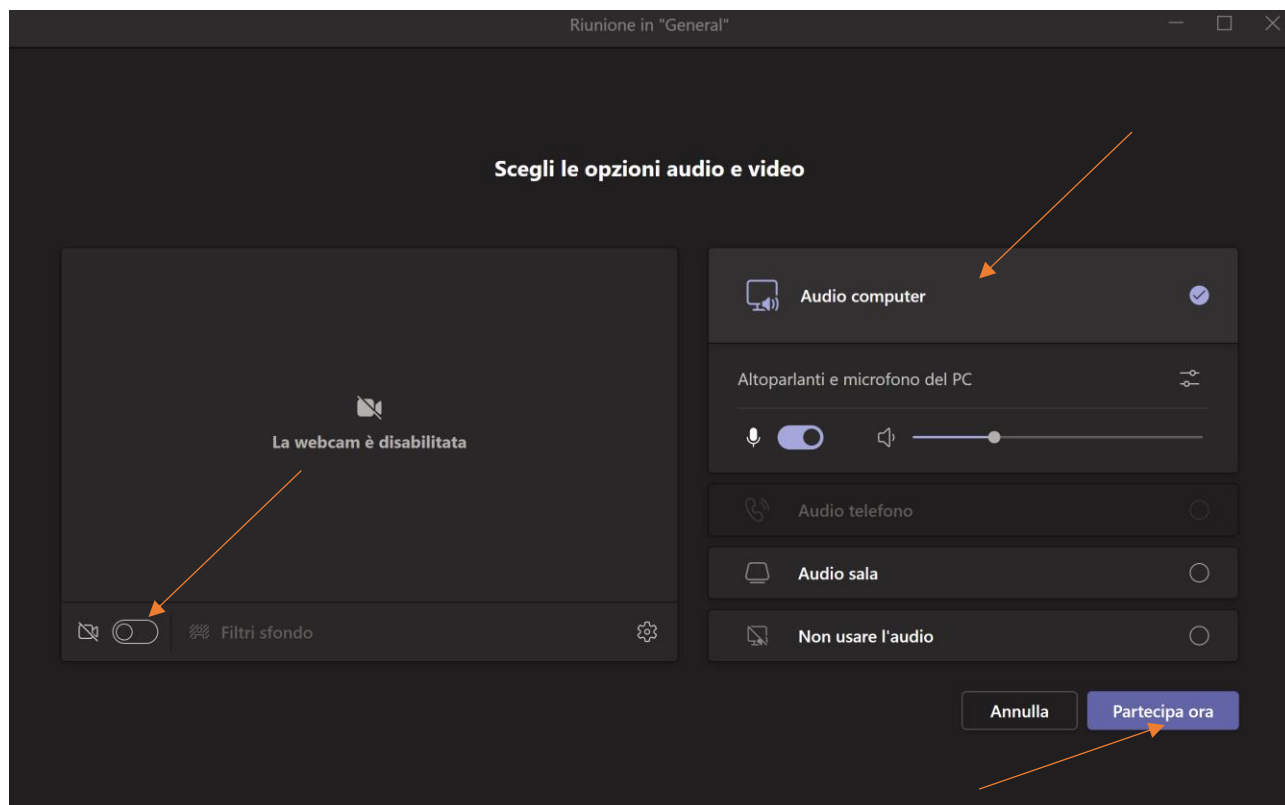 Riunione in "General"
Scegli le opzioni audio e video
La webcam è disabilitata
Filtri sfondo
Audio computer
Altoparlanti e microfono del PC
Audio telefono
Audio sala
Non usare l'audio
Annulla
Partecipa ora